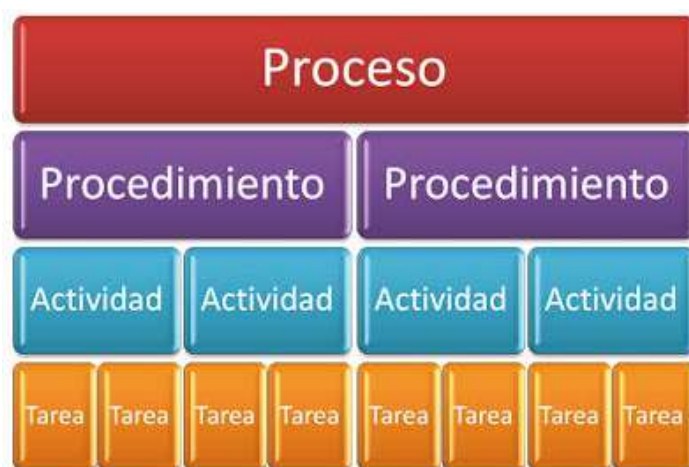 Proceso
Procedimiento Procedimiento
Actividad Actividad Actividad Actividad
Tarea Tarea Tarea Tarea Tarea Tarea Tarea Tarea